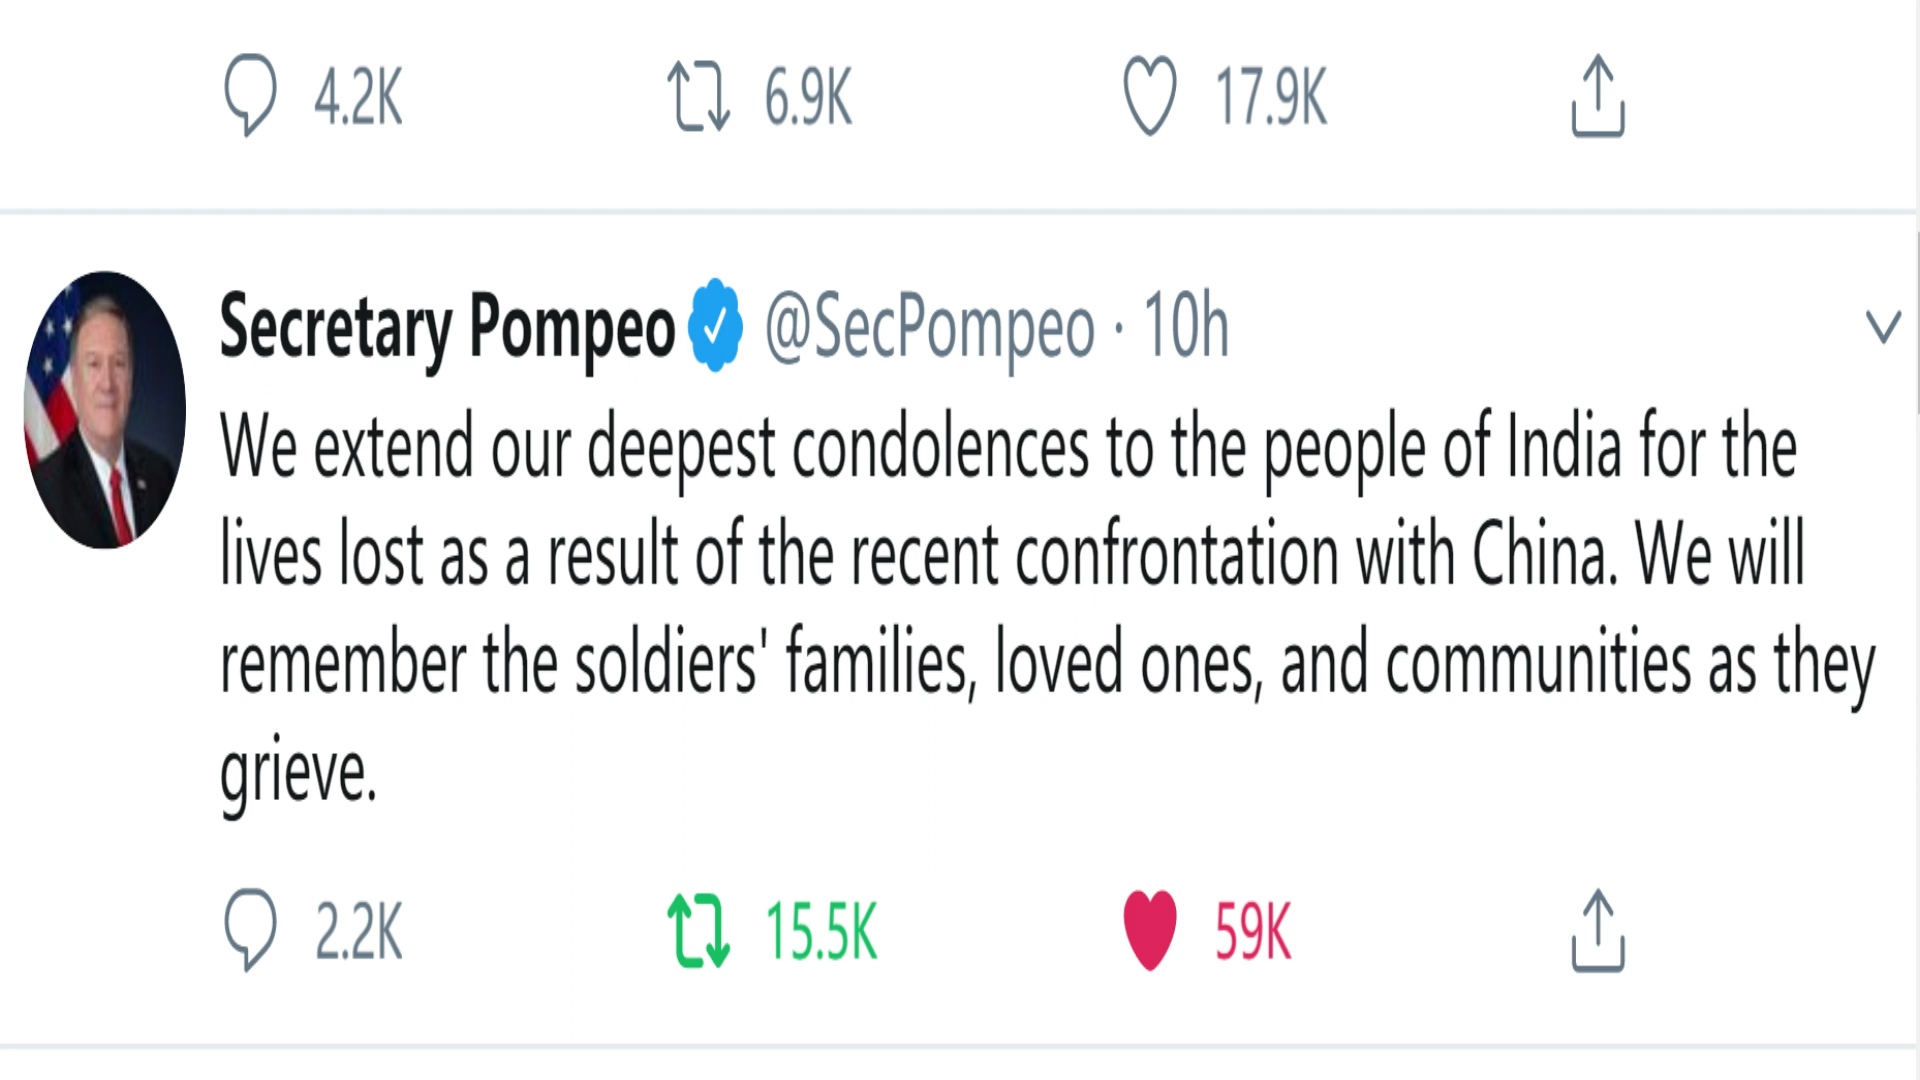 4.2K 6.9K 17.9K
Secretary Pompeo @SecPompeo · 10h
We extend our deepest condolences to the people of India for the
lives lost as a result of the recent confrontation with China. We will
remember the soldiers' families, loved ones, and communities as they
grieve.
2.2K 15.5K 59K